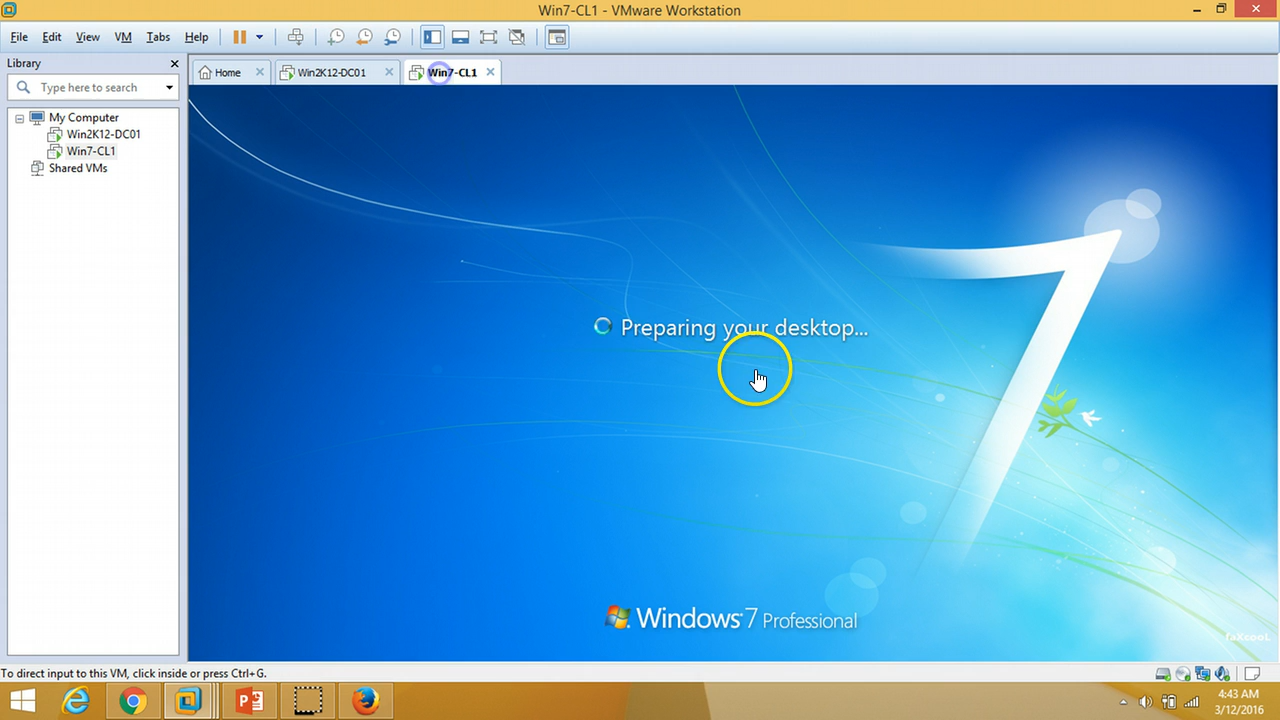 Win7-CL1 - VMware Workstation
File Edit View VM Tabs Help
Library
Type here to search
Home
Win2K12-DC01
Win7-CL1
My Computer
Win2K12-DC01
Win7-CL1
Shared VMs
Preparing your desktop...
7
Windows 7 Professional
faXcooL
To direct input to this VM, click inside or press Ctrl+G.
4:43 AM
3/12/2016